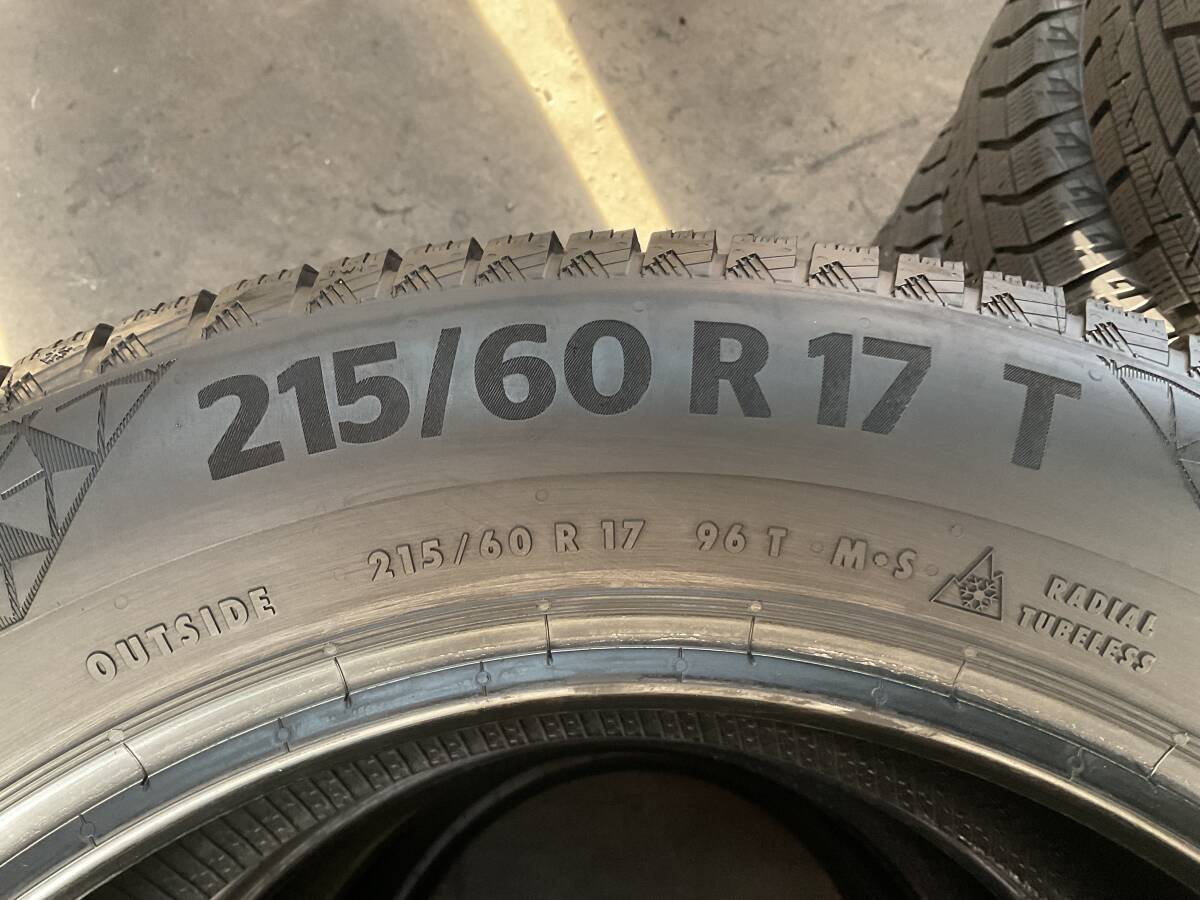 215/60 R 17 T
215/60 R 17 96 T M•S
OUTSIDE
RADIAL
TUBELESS